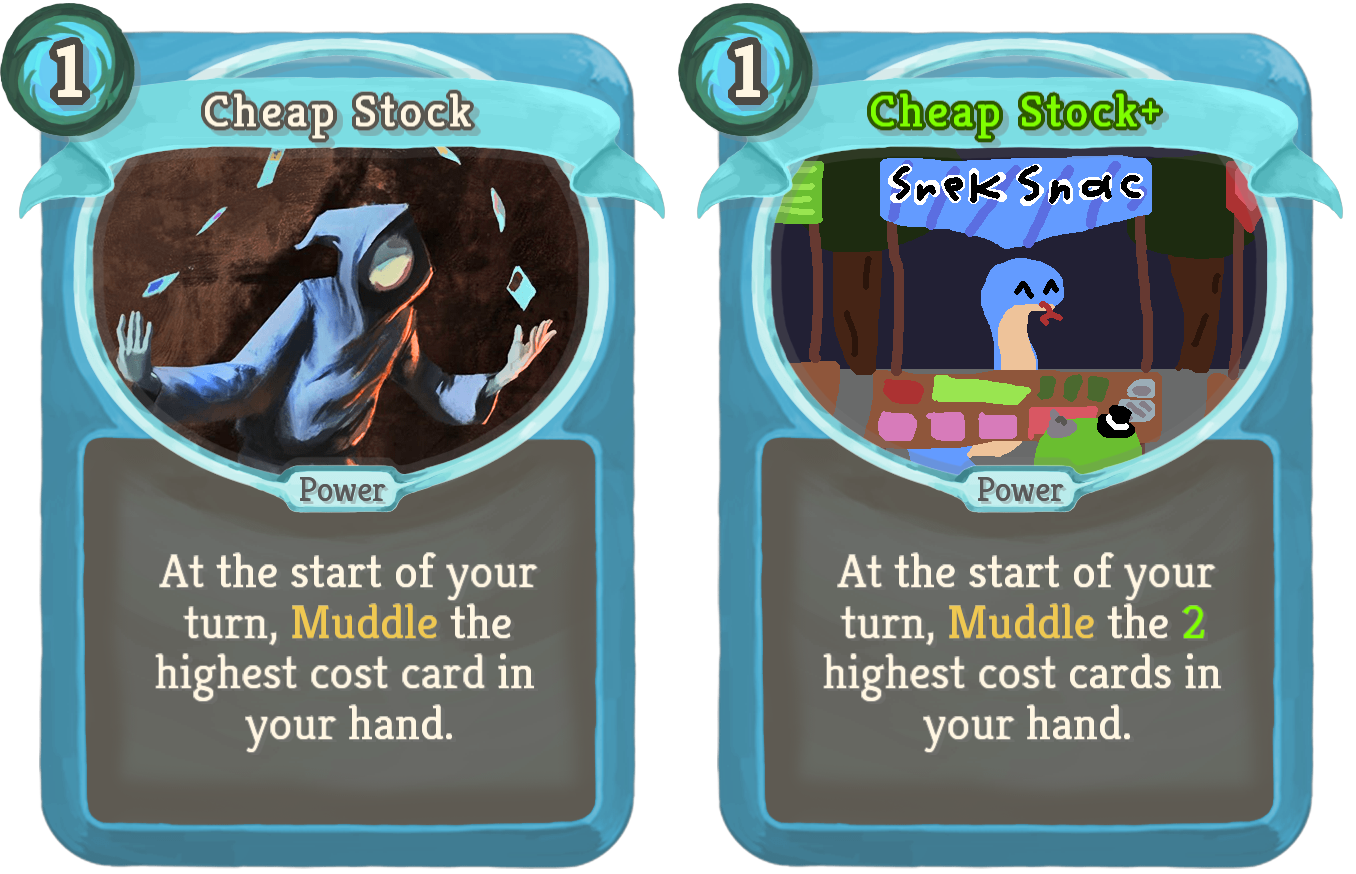 1
Cheap Stock
Power
At the start of your
turn, Muddle the
highest cost card in
your hand.
1
Cheap Stock+
Snek Snac
Power
At the start of your
turn, Muddle the 2
highest cost cards in
your hand.